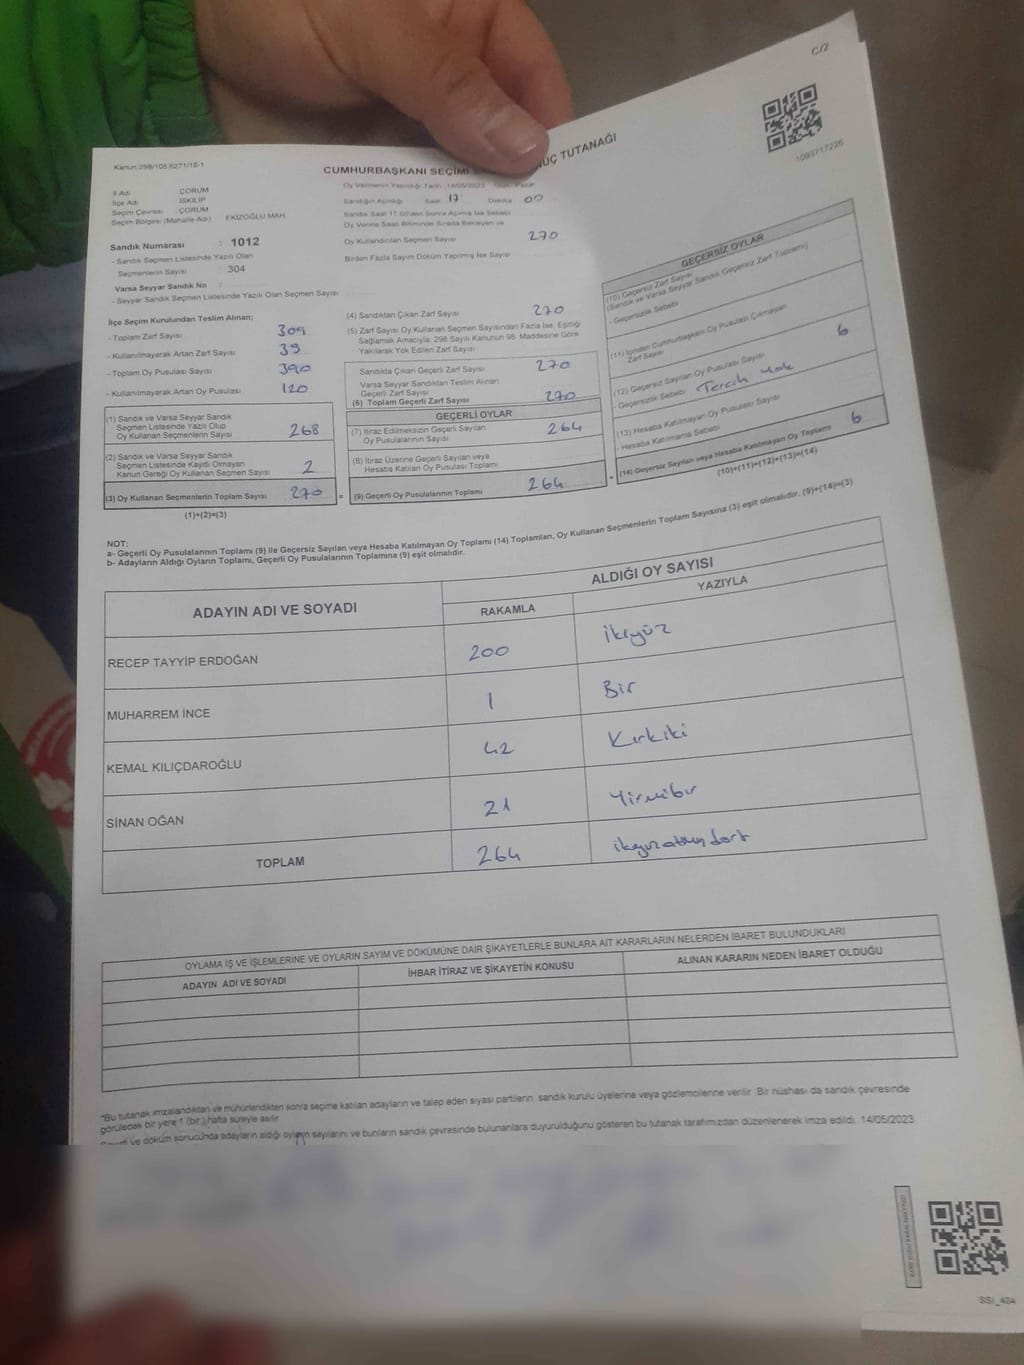 C/2
1093717226
Kanun:298/105;6271/16-1
CUMHURBAŞKANI SEÇİMİ
TUTANAĞI
İl Adı : ÇORUM
İlçe Adı : İSKİLİP
Seçim Çevresi : ÇORUM
Seçim Bölgesi (Mahalle Adı) : EKİZOĞLU MAH.
Sandık Numarası : 1012
- Sandık Seçmen Listesinde Yazılı Olan
Seçmenlerin Sayısı : 304
Varsa Seyyar Sandık No :
- Seyyar Sandık Seçmen Listesinde Yazılı Olan Seçmen Sayısı
Oy Vermenin Yapıldığı Tarih : 14/05/2023 Gün : Pazar
Sandığın Açıldığı Saat 17 Dakika 00
Sandık Saat 17.00'den Sonra Açılmış İse Sebebi
Oy Verme Saati Bitiminde Sırada Bekleyen ve
Oy Kullandırılan Seçmen Sayısı 270
Birden Fazla Sayım Döküm Yapılmış İse Sayısı
İlçe Seçim Kurulundan Teslim Alınan;
- Toplam Zarf Sayısı : 309
- Kullanılmayarak Artan Zarf Sayısı : 39
- Toplam Oy Pusulası Sayısı : 390
- Kullanılmayarak Artan Oy Pusulası : 120
(1) Sandık ve Varsa Seyyar Sandık
Seçmen Listesinde Yazılı Olup
Oy Kullanan Seçmenlerin Sayısı 268
(2) Sandık ve Varsa Seyyar Sandık
Seçmen Listesinde Kayıtlı Olmayan
Kanun Gereği Oy Kullanan Seçmen Sayısı 2
(3) Oy Kullanan Seçmenlerin Toplam Sayısı 270
(1)+(2)=(3)
(4) Sandıktan Çıkan Zarf Sayısı 270
(5) Zarf Sayısı Oy Kullanan Seçmen Sayısından Fazla İse, Eşitliği
Sağlamak Amacıyla; 298 Sayılı Kanunun 98. Maddesine Göre
Yakılarak Yok Edilen Zarf Sayısı
Sandıkta Çıkan Geçerli Zarf Sayısı 270
Varsa Seyyar Sandıktan Teslim Alınan
Geçerli Zarf Sayısı
(6) Toplam Geçerli Zarf Sayısı 270
GEÇERLİ OYLAR
(7) İtiraz Edilmeksizin Geçerli Sayılan
Oy Pusulalarının Sayısı 264
(8) İtiraz Üzerine Geçerli Sayılan veya
Hesaba Katılan Oy Pusulası Toplamı
= (9) Geçerli Oy Pusulalarının Toplamı 264
GEÇERSİZ OYLAR
(10) Geçersiz Zarf Sayısı
(Sandık ve Varsa Seyyar Sandık Geçersiz Zarf Toplamı)
- Geçersizlik Sebebi
(11) İçinden Cumhurbaşkanı Oy Pusulası Çıkmayan
Zarf Sayısı
(12) Geçersiz Sayılan Oy Pusulası Sayısı 6
- Geçersizlik Sebebi Tercih Yok
(13) Hesaba Katılmayan Oy Pusulası Sayısı
- Hesaba Katılmama Sebebi
+ (14) Geçersiz Sayılan veya Hesaba Katılmayan Oy Toplamı 6
(10)+(11)+(12)+(13)=(14)
NOT:
a- Geçerli Oy Pusulalarının Toplamı (9) ile Geçersiz Sayılan veya Hesaba Katılmayan Oy Toplamı (14) Toplamları, Oy Kullanan Seçmenlerin Toplam Sayısına (3) eşit olmalıdır. (9)+(14)=(3)
b- Adayların Aldığı Oyların Toplamı, Geçerli Oy Pusulalarının Toplamına (9) eşit olmalıdır.
ADAYIN ADI VE SOYADI
ALDIĞI OY SAYISI
RAKAMLA YAZIYLA
RECEP TAYYİP ERDOĞAN 200 ikiyüz
MUHARREM İNCE 1 Bir
KEMAL KILIÇDAROĞLU 42 Kırkiki
SİNAN OĞAN 21 Yirmibir
TOPLAM 264 ikiyüzaltmışdört
OYLAMA İŞ VE İŞLEMLERİNE VE OYLARIN SAYIM VE DÖKÜMÜNE DAİR ŞİKAYETLERLE BUNLARA AİT KARARLARIN NELERDEN İBARET BULUNDUKLARI
ADAYIN ADI VE SOYADI İHBAR İTİRAZ VE ŞİKAYETİN KONUSU ALINAN KARARIN NEDEN İBARET OLDUĞU
*Bu tutanak imzalandıktan ve mühürlendikten sonra seçime katılan adayların ve talep eden siyasi partilerin sandık kurulu üyelerine veya gözlemcilerine verilir. Bir nüshası da sandık çevresinde
görülecek bir yere 1 (bir) hafta süreyle asılır.
ve döküm sonucunda adayların aldığı oyların sayılarını ve bunların sandık çevresinde bulunanlara duyurulduğunu gösteren bu tutanak tarafımızdan düzenlenerek imza edildi. 14/05/2023
SSI_404